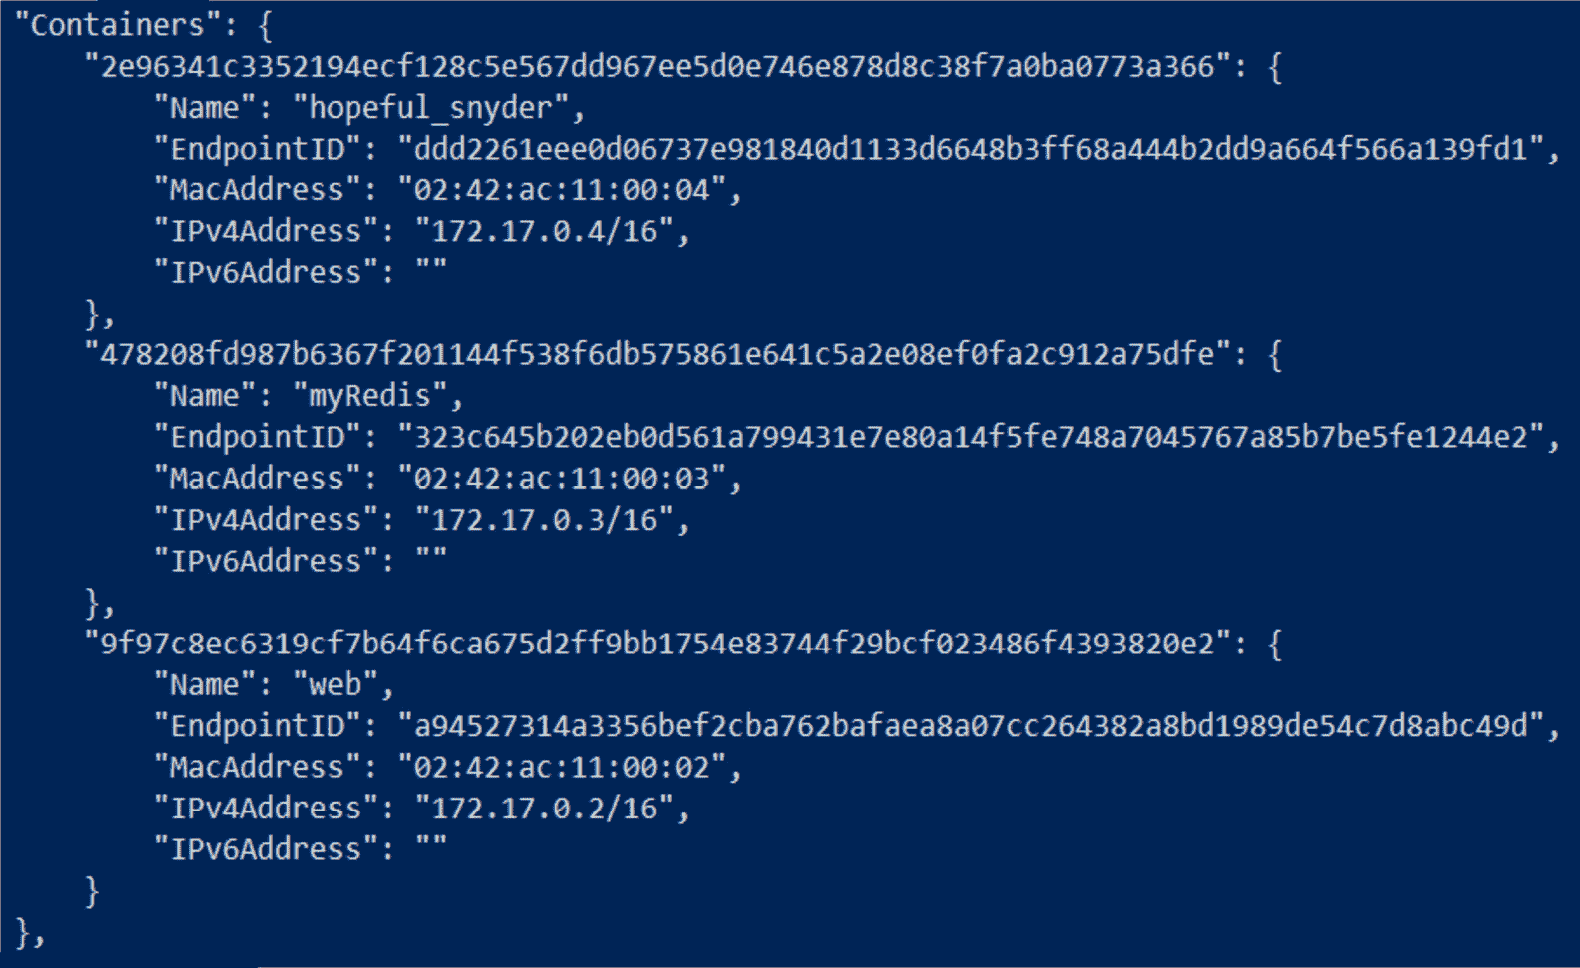 "Containers": {
    "2e96341c3352194ecf128c5e567dd967ee5d0e746e878d8c38f7a0ba0773a366": {
        "Name": "hopeful_snyder",
        "EndpointID": "ddd2261eee0d06737e981840d1133d6648b3ff68a444b2dd9a664f566a139fd1",
        "MacAddress": "02:42:ac:11:00:04",
        "IPv4Address": "172.17.0.4/16",
        "IPv6Address": ""
    },
    "478208fd987b6367f201144f538f6db575861e641c5a2e08ef0fa2c912a75dfe": {
        "Name": "myRedis",
        "EndpointID": "323c645b202eb0d561a799431e7e80a14f5fe748a7045767a85b7be5fe1244e2",
        "MacAddress": "02:42:ac:11:00:03",
        "IPv4Address": "172.17.0.3/16",
        "IPv6Address": ""
    },
    "9f97c8ec6319cf7b64f6ca675d2ff9bb1754e83744f29bcf023486f4393820e2": {
        "Name": "web",
        "EndpointID": "a94527314a3356bef2cba762bafaea8a07cc264382a8bd1989de54c7d8abc49d",
        "MacAddress": "02:42:ac:11:00:02",
        "IPv4Address": "172.17.0.2/16",
        "IPv6Address": ""
    }
},